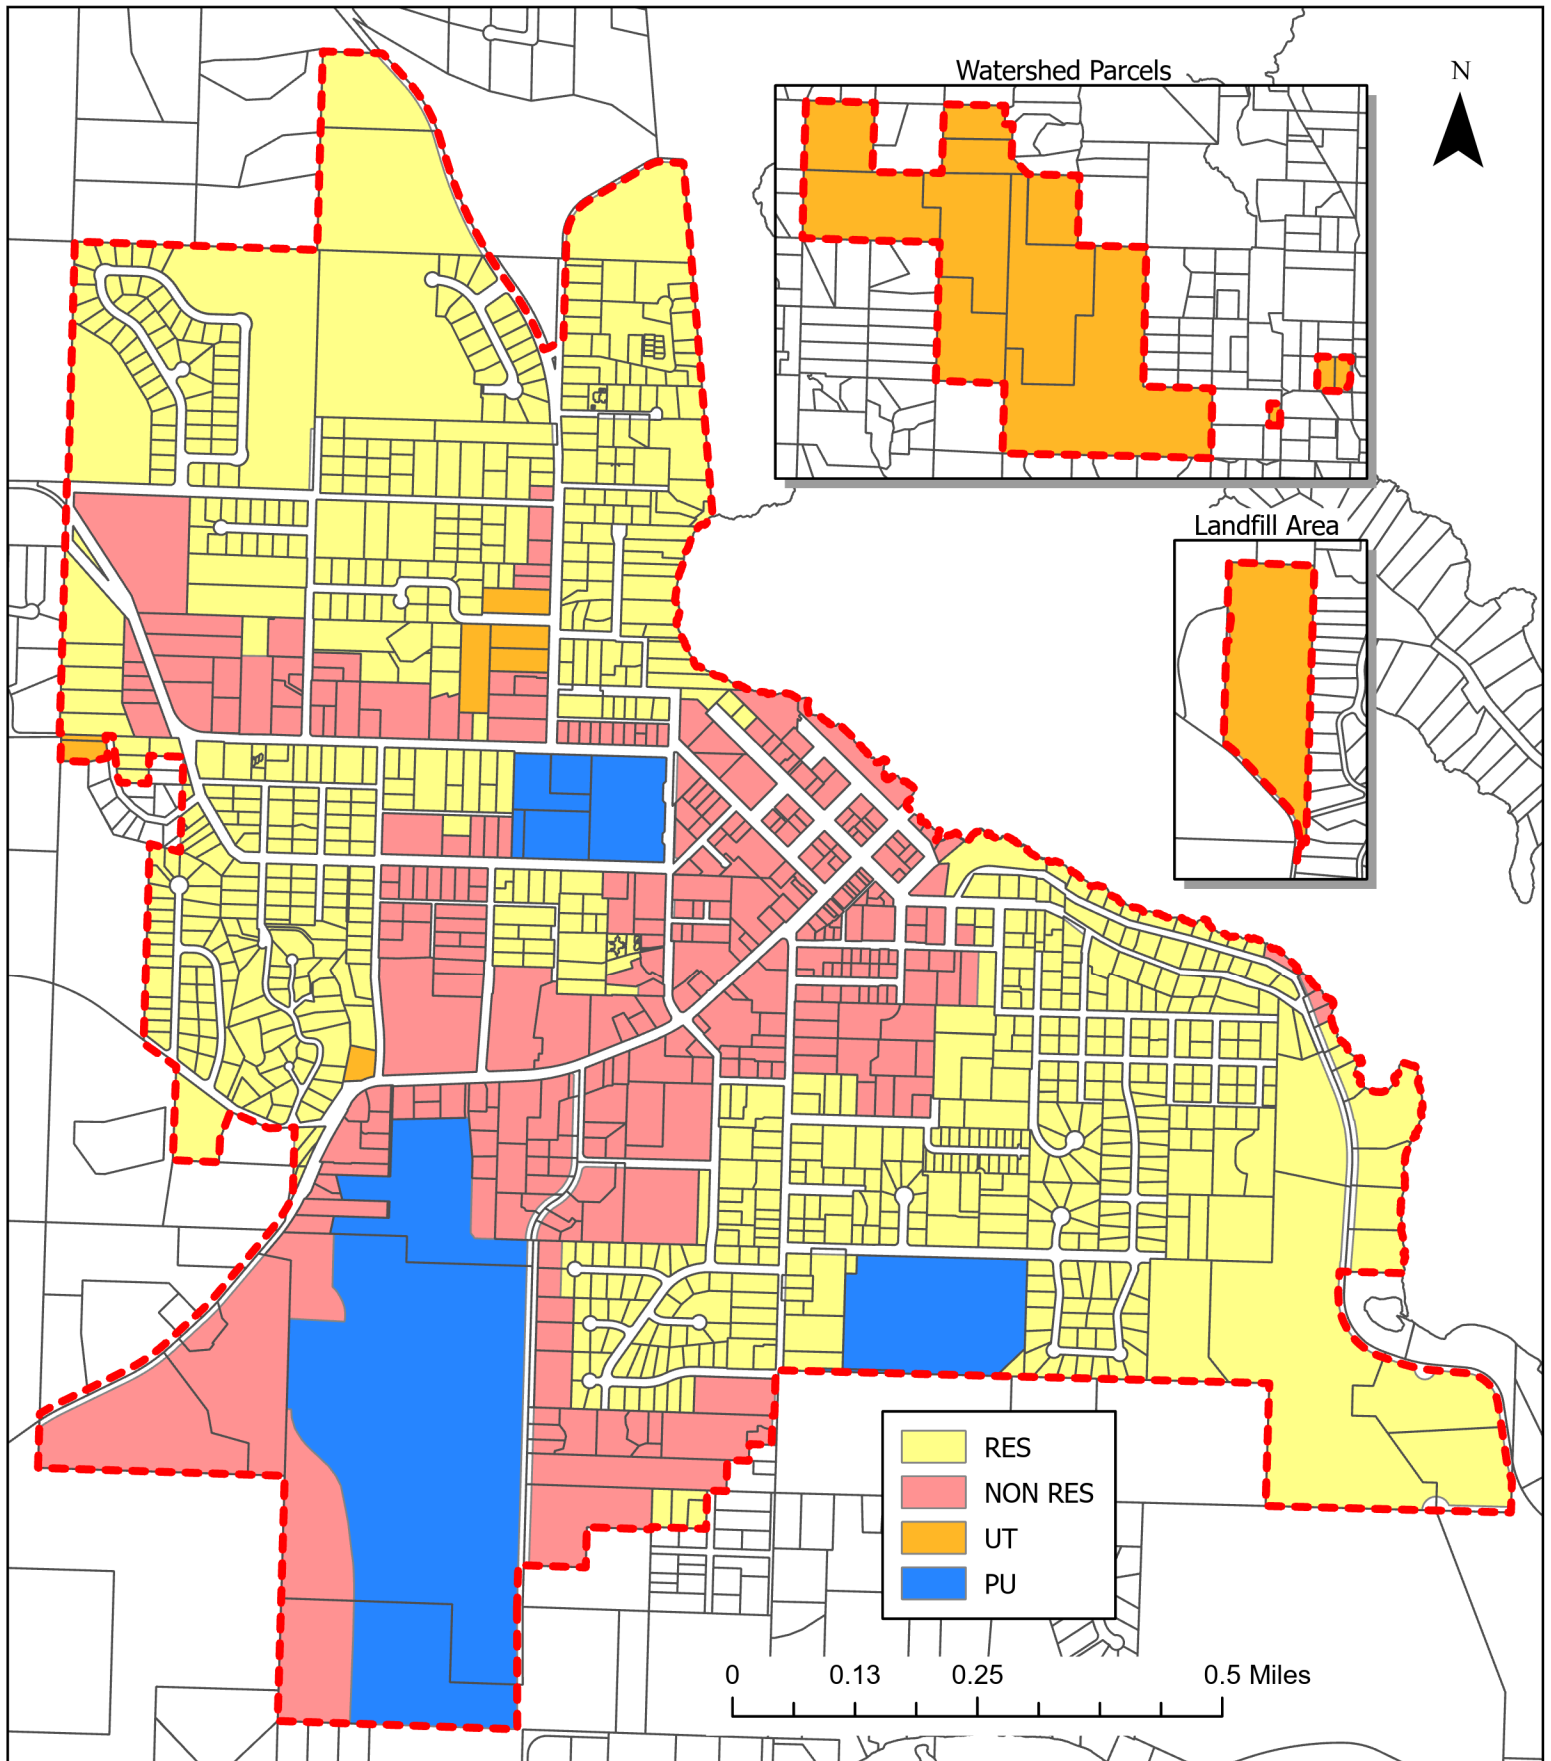 Watershed Parcels
N
Landfill Area
RES
NON RES
UT
PU
0 0.13 0.25 0.5 Miles